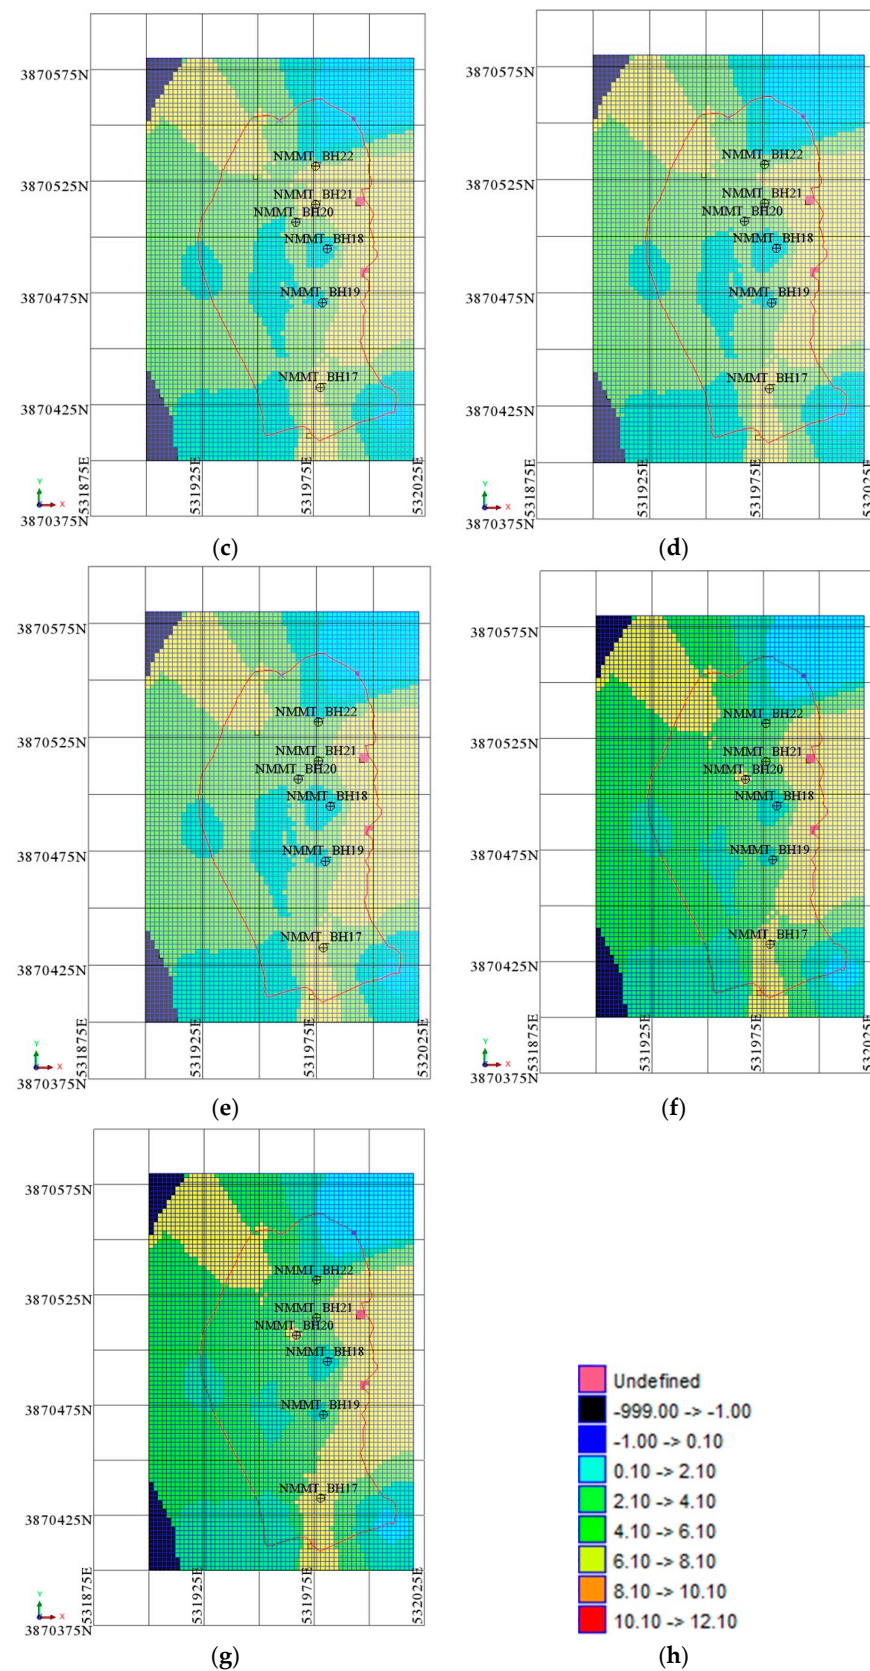 3870575N
NMMT_BH22
3870525N
NMMT_BH21
NMMT_BH20
NMMT_BH18
3870475N
NMMT_BH19
NMMT_BH17
3870425N
Y
X
3870375N
531875E
531925E
531975E
532025E
(c)
3870575N
NMMT_BH22
3870525N
NMMT_BH21
NMMT_BH20
NMMT_BH18
3870475N
NMMT_BH19
NMMT_BH17
3870425N
Y
X
3870375N
531875E
531925E
531975E
532025E
(d)
3870575N
NMMT_BH22
3870525N
NMMT_BH21
NMMT_BH20
NMMT_BH18
3870475N
NMMT_BH19
NMMT_BH17
3870425N
Y
X
3870375N
531875E
531925E
531975E
532025E
(e)
3870575N
NMMT_BH22
3870525N
NMMT_BH21
NMMT_BH20
NMMT_BH18
3870475N
NMMT_BH19
NMMT_BH17
3870425N
Y
X
3870375N
531875E
531925E
531975E
532025E
(f)
3870575N
NMMT_BH22
3870525N
NMMT_BH21
NMMT_BH20
NMMT_BH18
3870475N
NMMT_BH19
NMMT_BH17
3870425N
Y
X
3870375N
531875E
531925E
531975E
532025E
(g)
Undefined
-999.00 -> -1.00
-1.00 -> 0.10
0.10 -> 2.10
2.10 -> 4.10
4.10 -> 6.10
6.10 -> 8.10
8.10 -> 10.10
10.10 -> 12.10
(h)